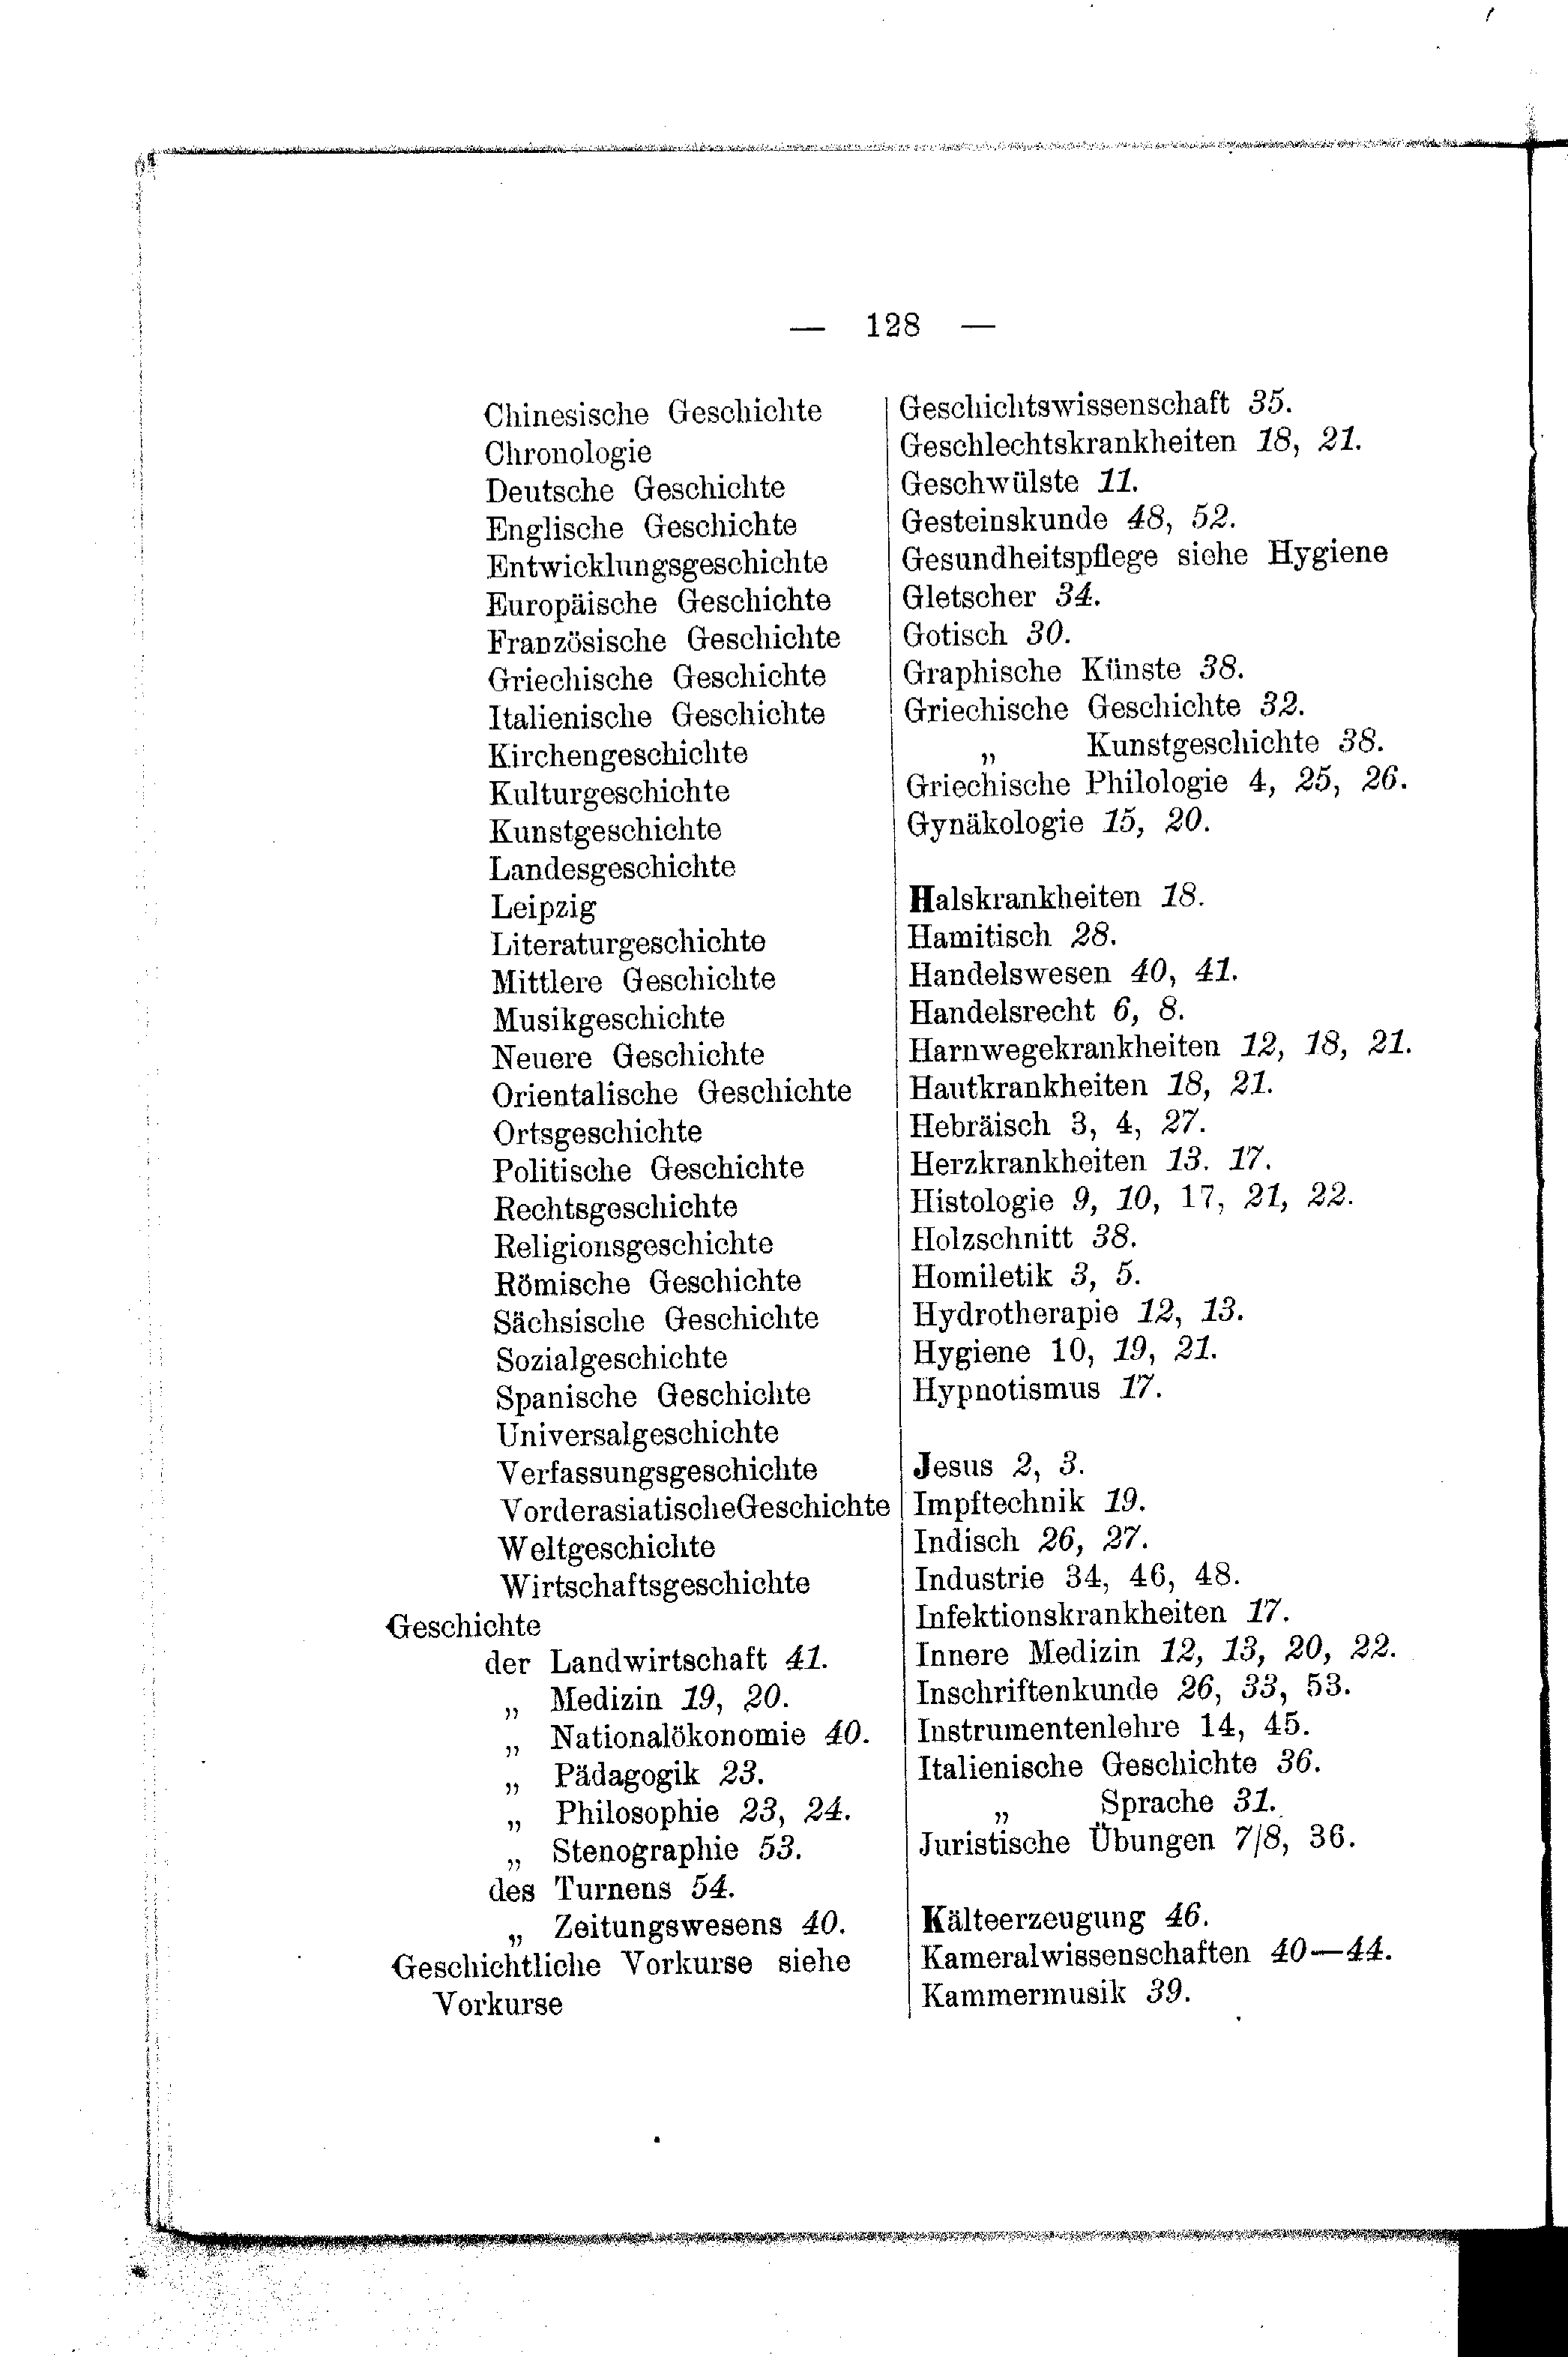 — 128 —
Chinesische Geschichte
Chronologie
Deutsche Geschichte
Englische Geschichte
Entwicklungsgeschichte
Europäische Geschichte
Französische Geschichte
Griechische Geschichte
Italienische Geschichte
Kirchengeschichte
Kulturgeschichte
Kunstgeschichte
Landesgeschichte
Leipzig
Literaturgeschichte
Mittlere Geschichte
Musikgeschichte
Neuere Geschichte
Orientalische Geschichte
Ortsgeschichte
Politische Geschichte
Rechtsgeschichte
Religionsgeschichte
Römische Geschichte
Sächsische Geschichte
Sozialgeschichte
Spanische Geschichte
Universalgeschichte
Verfassungsgeschichte
VorderasiatischeGeschichte
Weltgeschichte
Wirtschaftsgeschichte
Geschichte
der Landwirtschaft 41.
„ Medizin 19, 20.
„ Nationalökonomie 40.
„ Pädagogik 23.
„ Philosophie 23, 24.
„ Stenographie 53.
des Turnens 54.
„ Zeitungswesens 40.
Geschichtliche Vorkurse siehe
Vorkurse
Geschichtswissenschaft 35.
Geschlechtskrankheiten 18, 21.
Geschwülste 11.
Gesteinskunde 48, 52.
Gesundheitspflege siehe Hygiene
Gletscher 34.
Gotisch 30.
Graphische Künste 38.
Griechische Geschichte 32.
„ Kunstgeschichte 38.
Griechische Philologie 4, 25, 26.
Gynäkologie 15, 20.
Halskrankheiten 18.
Hamitisch 28.
Handelswesen 40, 41.
Handelsrecht 6, 8.
Harnwegekrankheiten 12, 18, 21.
Hautkrankheiten 18, 21.
Hebräisch 3, 4, 27.
Herzkrankheiten 13. 17.
Histologie 9, 10, 17, 21, 22.
Holzschnitt 38.
Homiletik 3, 5.
Hydrotherapie 12, 13.
Hygiene 10, 19, 21.
Hypnotismus 17.
Jesus 2, 3.
Impftechnik 19.
Indisch 26, 27.
Industrie 34, 46, 48.
Infektionskrankheiten 17.
Innere Medizin 12, 13, 20, 22.
Inschriftenkunde 26, 33, 53.
Instrumentenlehre 14, 45.
Italienische Geschichte 36.
„ Sprache 31.
Juristische Übungen 7/8, 36.
Kälteerzeugung 46.
Kameralwissenschaften 40—44.
Kammermusik 39.